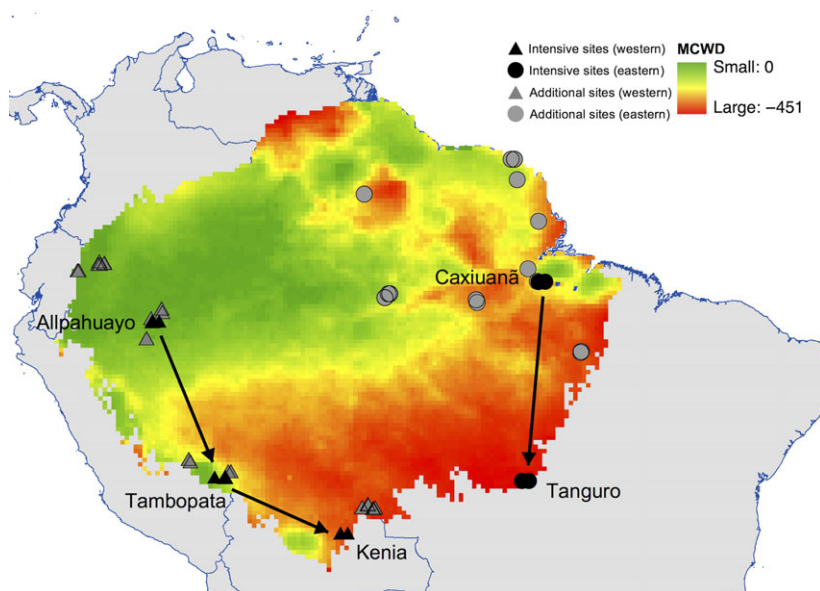 Intensive sites (western)
Intensive sites (eastern)
Additional sites (western)
Additional sites (eastern)
MCWD
Small: 0
Large: −451
Caxiuanã
Allpahuayo
Tambopata
Tanguro
Kenia